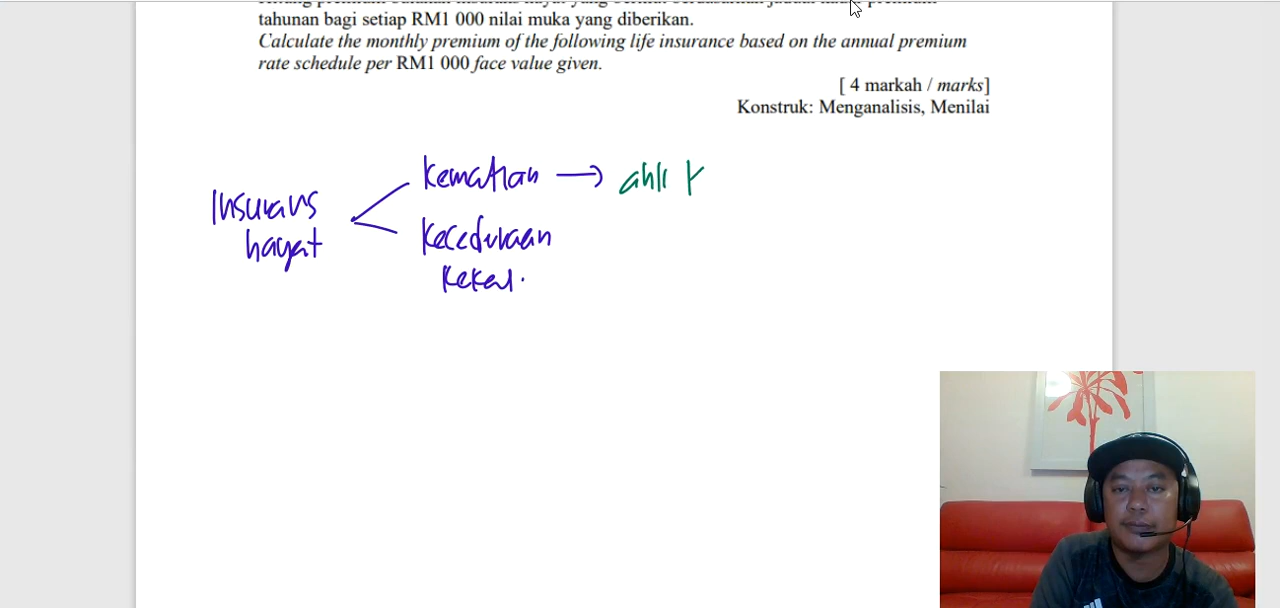 tahunan bagi setiap RM1 000 nilai muka yang diberikan.
Calculate the monthly premium of the following life insurance based on the annual premium
rate schedule per RM1 000 face value given.
[ 4 markah / marks]
Konstruk: Menganalisis, Menilai
Insurans hayat
Kematian → ahli
Kecederaan
Kekal.